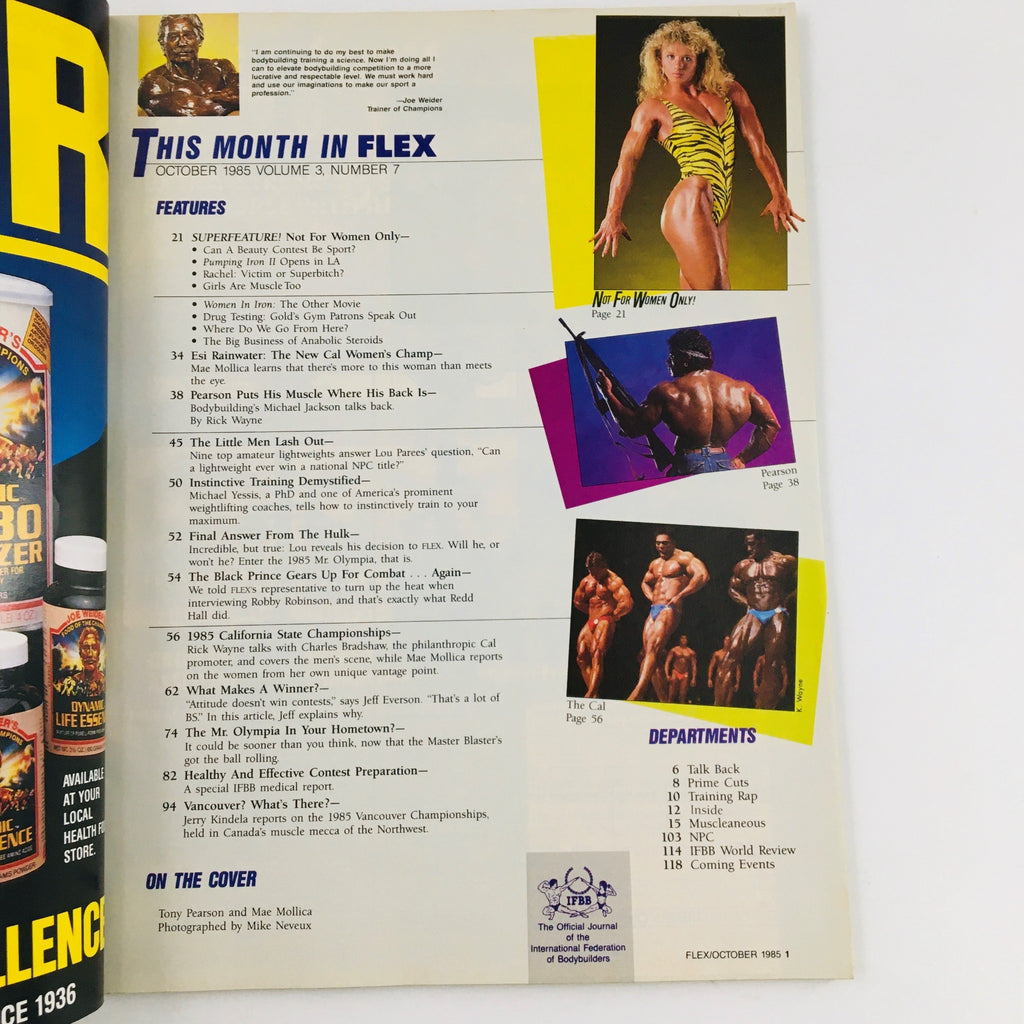 "I am continuing to do my best to make
bodybuilding training a science. Now I'm doing all I
can to elevate bodybuilding competition to a more
lucrative and respectable level. We must work hard
and use our imaginations to make our sport a
profession."
—Joe Weider
Trainer of Champions
THIS MONTH IN FLEX
OCTOBER 1985 VOLUME 3, NUMBER 7
FEATURES
21 SUPERFEATURE! Not For Women Only—
• Can A Beauty Contest Be Sport?
• Pumping Iron II Opens in LA
• Rachel: Victim or Superbitch?
• Girls Are Muscle Too
• Women In Iron: The Other Movie
• Drug Testing: Gold's Gym Patrons Speak Out
• Where Do We Go From Here?
• The Big Business of Anabolic Steroids
34 Esi Rainwater: The New Cal Women's Champ—
Mae Mollica learns that there's more to this woman than meets
the eye.
38 Pearson Puts His Muscle Where His Back Is—
Bodybuilding's Michael Jackson talks back.
By Rick Wayne
45 The Little Men Lash Out—
Nine top amateur lightweights answer Lou Parees' question, "Can
a lightweight ever win a national NPC title?"
50 Instinctive Training Demystified—
Michael Yessis, a PhD and one of America's prominent
weightlifting coaches, tells how to instinctively train to your
maximum.
52 Final Answer From The Hulk—
Incredible, but true: Lou reveals his decision to FLEX. Will he, or
won't he? Enter the 1985 Mr. Olympia, that is.
54 The Black Prince Gears Up For Combat . . . Again—
We told FLEX's representative to turn up the heat when
interviewing Robby Robinson, and that's exactly what Redd
Hall did.
56 1985 California State Championships—
Rick Wayne talks with Charles Bradshaw, the philanthropic Cal
promoter, and covers the men's scene, while Mae Mollica reports
on the women from her own unique vantage point.
62 What Makes A Winner?—
"Attitude doesn't win contests," says Jeff Everson. "That's a lot of
BS." In this article, Jeff explains why.
74 The Mr. Olympia In Your Hometown?—
It could be sooner than you think, now that the Master Blaster's
got the ball rolling.
82 Healthy And Effective Contest Preparation—
A special IFBB medical report.
94 Vancouver? What's There?—
Jerry Kindela reports on the 1985 Vancouver Championships,
held in Canada's muscle mecca of the Northwest.
ON THE COVER
Tony Pearson and Mae Mollica
Photographed by Mike Neveux
NOT FOR WOMEN ONLY!
Page 21
Pearson
Page 38
K. Wayne
The Cal
Page 56
DEPARTMENTS
6 Talk Back
8 Prime Cuts
10 Training Rap
12 Inside
15 Muscleaneous
103 NPC
114 IFBB World Review
118 Coming Events
IFBB
The Official Journal
of the
International Federation
of Bodybuilders
FLEX/OCTOBER 1985 1
R
JOE WEIDER
DYNAMIC
LIFE ESSEN
AVAILABLE
AT YOUR
LOCAL
HEALTH FO
STORE.
LLENC
CE 1936